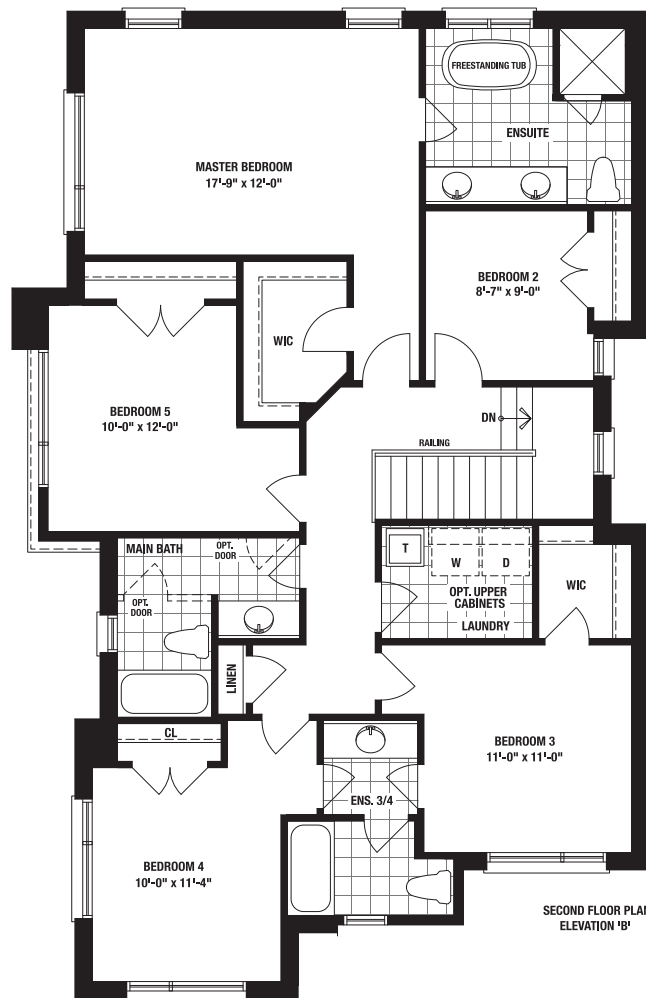 FREESTANDING TUB
ENSUITE
MASTER BEDROOM
17'-9" x 12'-0"
BEDROOM 2
8'-7" x 9'-0"
WIC
BEDROOM 5
10'-0" x 12'-0"
DN
RAILING
MAIN BATH
OPT.
DOOR
T
W
D
OPT. UPPER
CABINETS
LAUNDRY
WIC
OPT.
DOOR
LINEN
CL
BEDROOM 3
11'-0" x 11'-0"
ENS. 3/4
BEDROOM 4
10'-0" x 11'-4"
SECOND FLOOR PLAN
ELEVATION 'B'